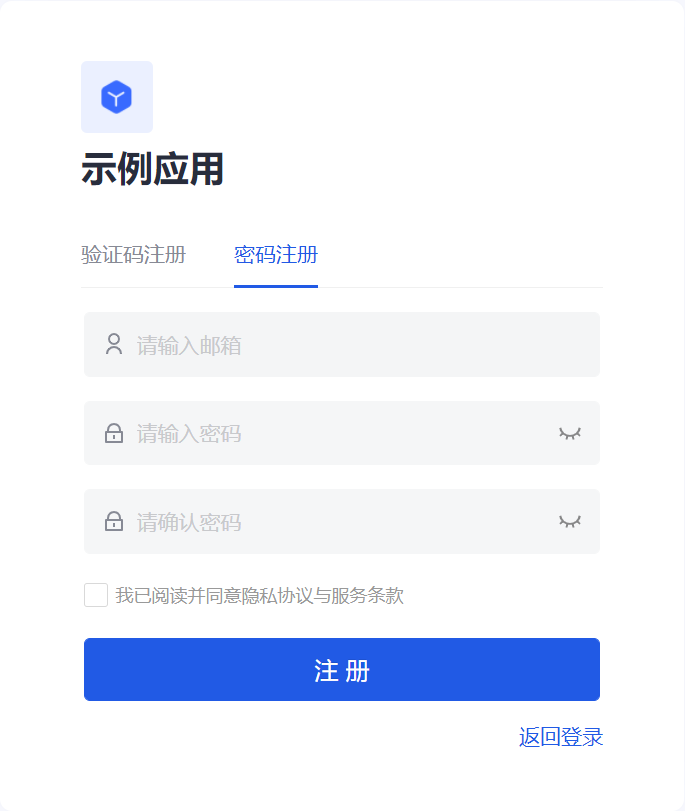 示例应用
验证码注册 密码注册
请输入邮箱
请输入密码
请确认密码
我已阅读并同意隐私协议与服务条款
注 册
返回登录